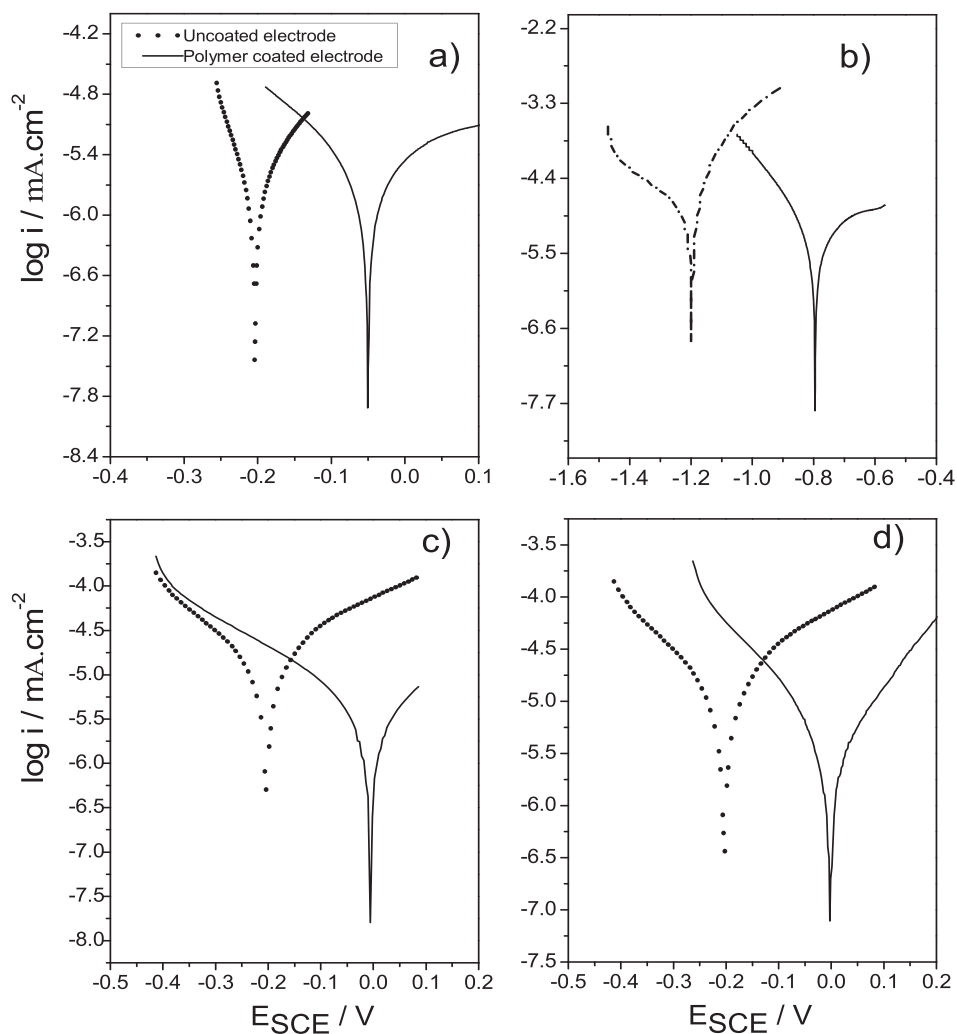 -4.2
-4.8
-5.4
-6.0
-6.6
-7.2
-7.8
-8.4
log i / mA.cm-2
Uncoated electrode
Polymer coated electrode
a)
-0.4 -0.3 -0.2 -0.1 0.0 0.1
-2.2
-3.3
-4.4
-5.5
-6.6
-7.7
b)
-1.6 -1.4 -1.2 -1.0 -0.8 -0.6 -0.4
-3.5
-4.0
-4.5
-5.0
-5.5
-6.0
-6.5
-7.0
-7.5
-8.0
log i / mA.cm-2
c)
-0.5 -0.4 -0.3 -0.2 -0.1 0.0 0.1 0.2
ESCE / V
-3.5
-4.0
-4.5
-5.0
-5.5
-6.0
-6.5
-7.0
-7.5
d)
-0.5 -0.4 -0.3 -0.2 -0.1 0.0 0.1 0.2
ESCE / V